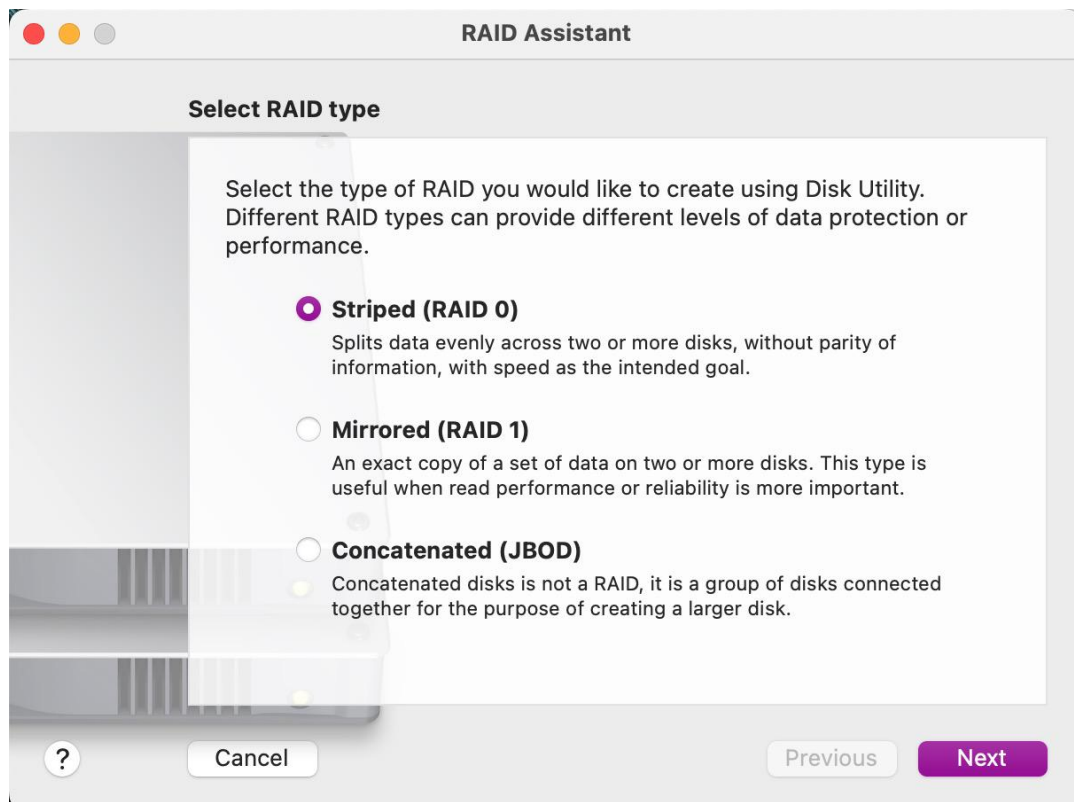 RAID Assistant
Select RAID type
Select the type of RAID you would like to create using Disk Utility.
Different RAID types can provide different levels of data protection or
performance.
Striped (RAID 0)
Splits data evenly across two or more disks, without parity of
information, with speed as the intended goal.
Mirrored (RAID 1)
An exact copy of a set of data on two or more disks. This type is
useful when read performance or reliability is more important.
Concatenated (JBOD)
Concatenated disks is not a RAID, it is a group of disks connected
together for the purpose of creating a larger disk.
?
Cancel
Previous
Next